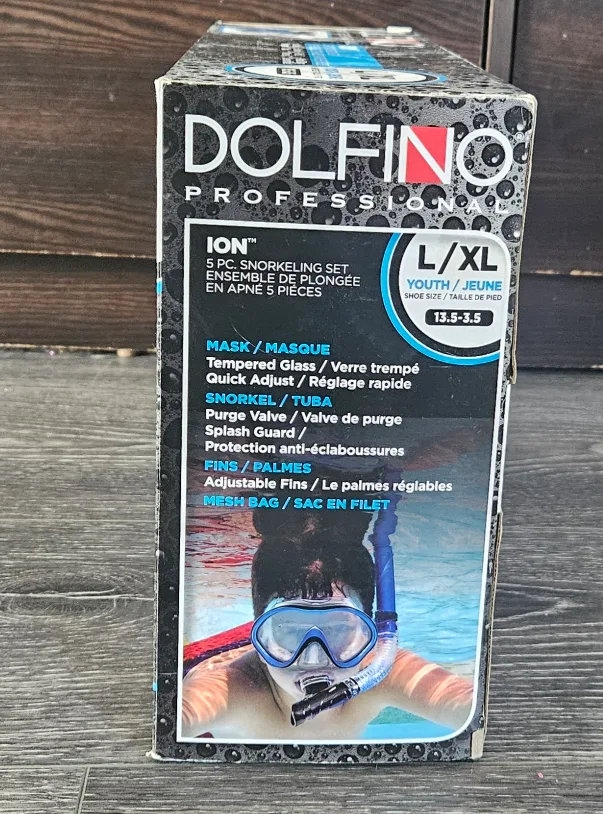 DOLFINO®
PROFESSIONAL
ION™
5 PC. SNORKELING SET
ENSEMBLE DE PLONGÉE
EN APNÉ 5 PIÈCES
L/XL
YOUTH / JEUNE
SHOE SIZE / TAILLE DE PIED
13.5-3.5
MASK / MASQUE
Tempered Glass / Verre trempé
Quick Adjust / Réglage rapide
SNORKEL / TUBA
Purge Valve / Valve de purge
Splash Guard /
Protection anti-éclaboussures
FINS / PALMES
Adjustable Fins / Le palmes réglables
MESH BAG / SAC EN FILET